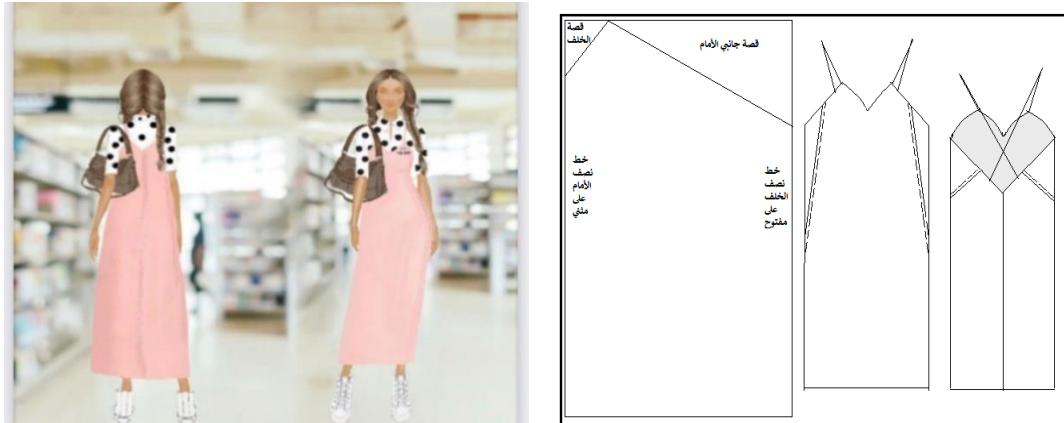 قصة
الخلف
قصة جانبي الأمام
خط
نصف
الأمام
على
مثني
خط
نصف
الخلف
على
مفتوح